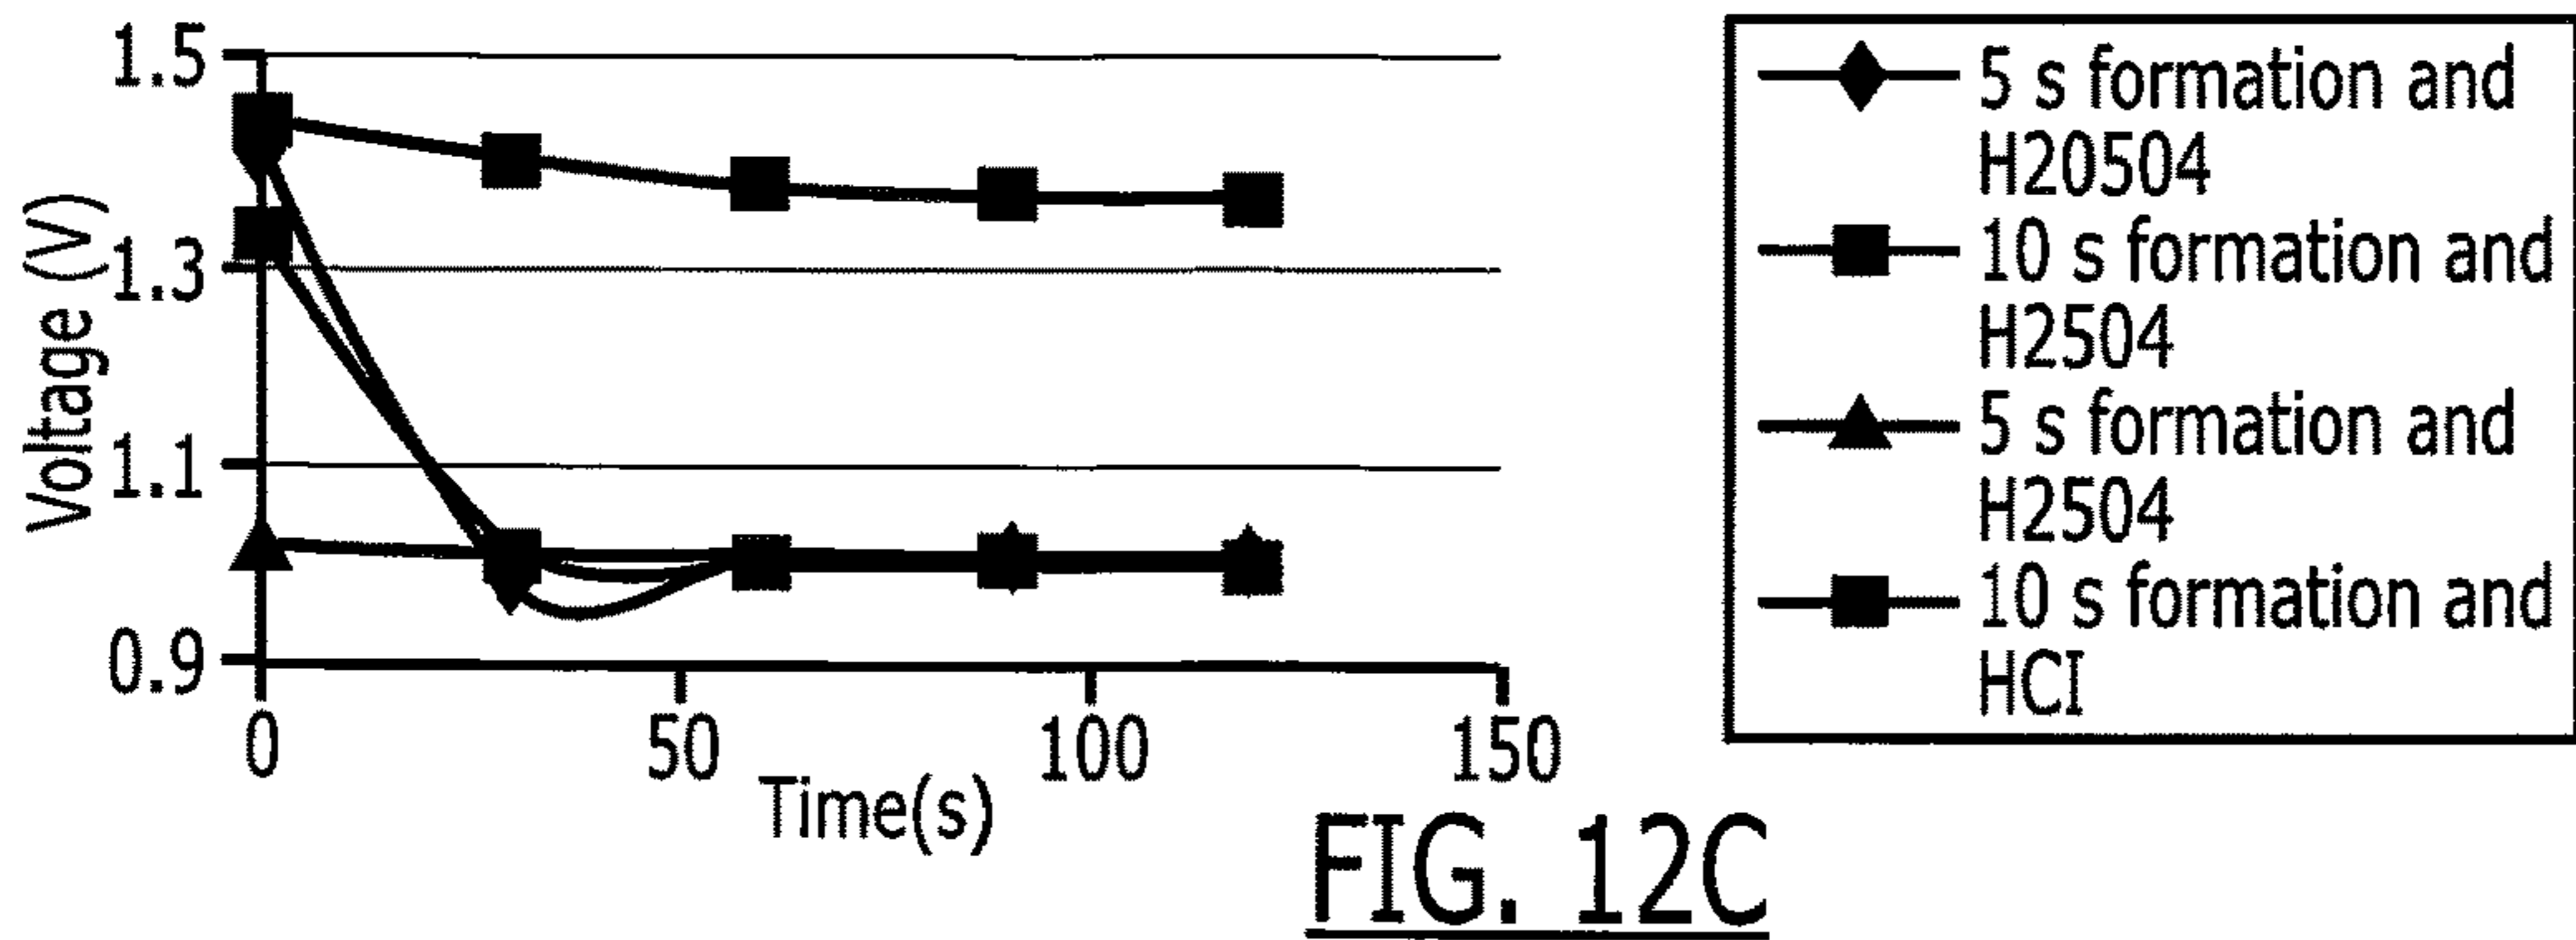 1.5
1.3
1.1
0.9
Voltage (V)
0
50
100
150
Time(s)
5 s formation and
H20504
10 s formation and
H2504
5 s formation and
H2504
10 s formation and
HCI
FIG. 12C